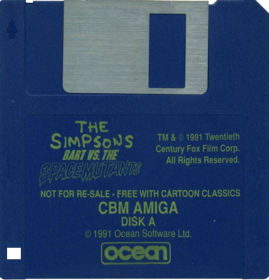 THE
SIMPSONS
BART VS. THE
SPACE MUTANTS
TM & © 1991 Twentieth
Century Fox Film Corp.
All Rights Reserved.
NOT FOR RE-SALE - FREE WITH CARTOON CLASSICS
CBM AMIGA
DISK A
© 1991 Ocean Software Ltd.
ocean